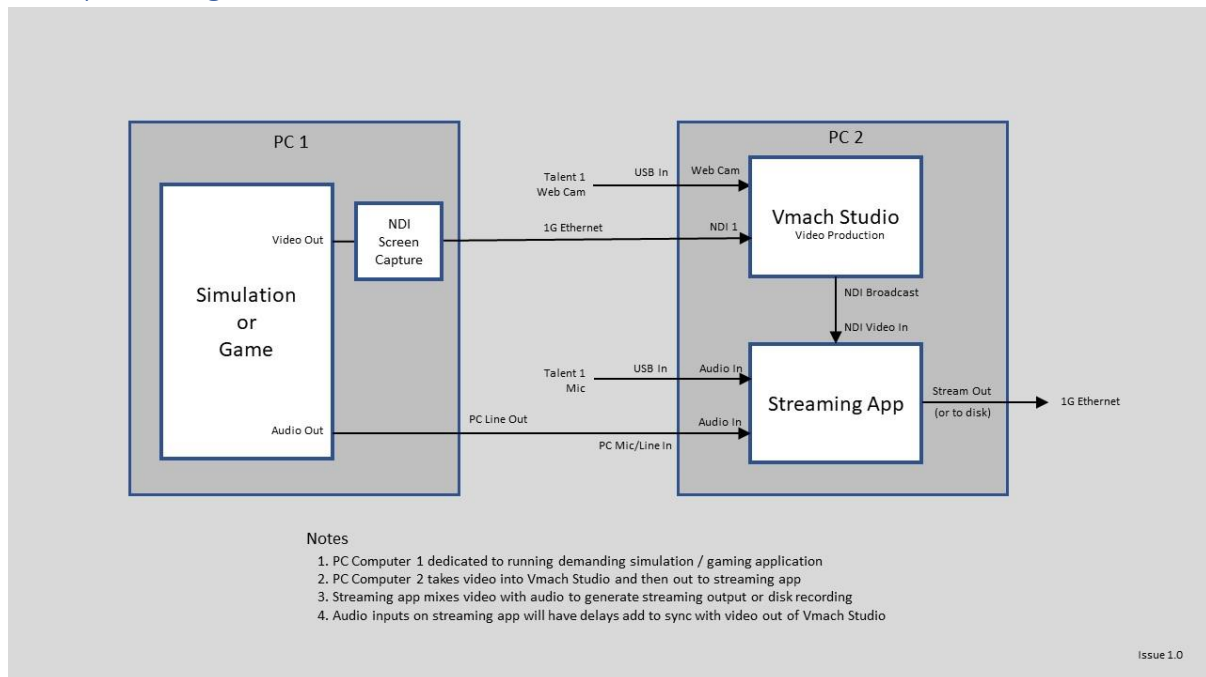 PC 1
Simulation
or
Game
Video Out
Audio Out
NDI
Screen
Capture
1G Ethernet
Talent 1
Web Cam
USB In
Talent 1
Mic
USB In
PC Line Out
PC Mic/Line In
PC 2
Web Cam
NDI 1
Vmach Studio
Video Production
NDI Broadcast
NDI Video In
Audio In
Audio In
Streaming App
Stream Out
(or to disk)
1G Ethernet
Notes
1. PC Computer 1 dedicated to running demanding simulation / gaming application
2. PC Computer 2 takes video into Vmach Studio and then out to streaming app
3. Streaming app mixes video with audio to generate streaming output or disk recording
4. Audio inputs on streaming app will have delays add to sync with video out of Vmach Studio
Issue 1.0